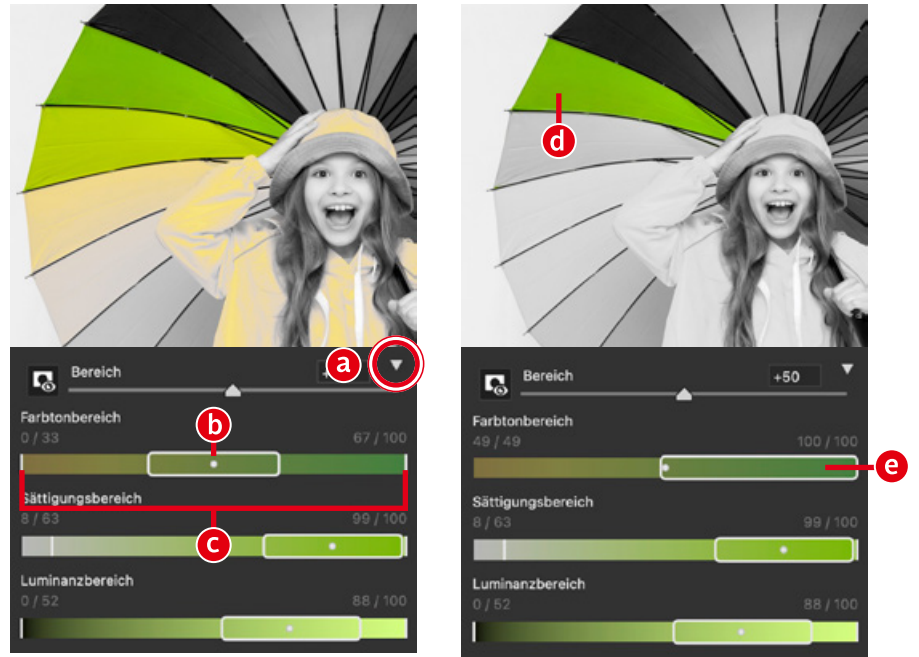 d
Bereich
+
a
Farbtonbereich
0 / 33
67 / 100
b
Sättigungsbereich
8 / 63
99 / 100
c
Luminanzbereich
0 / 52
88 / 100
Bereich
+50
Farbtonbereich
49 / 49
100 / 100
e
Sättigungsbereich
8 / 63
99 / 100
Luminanzbereich
0 / 52
88 / 100